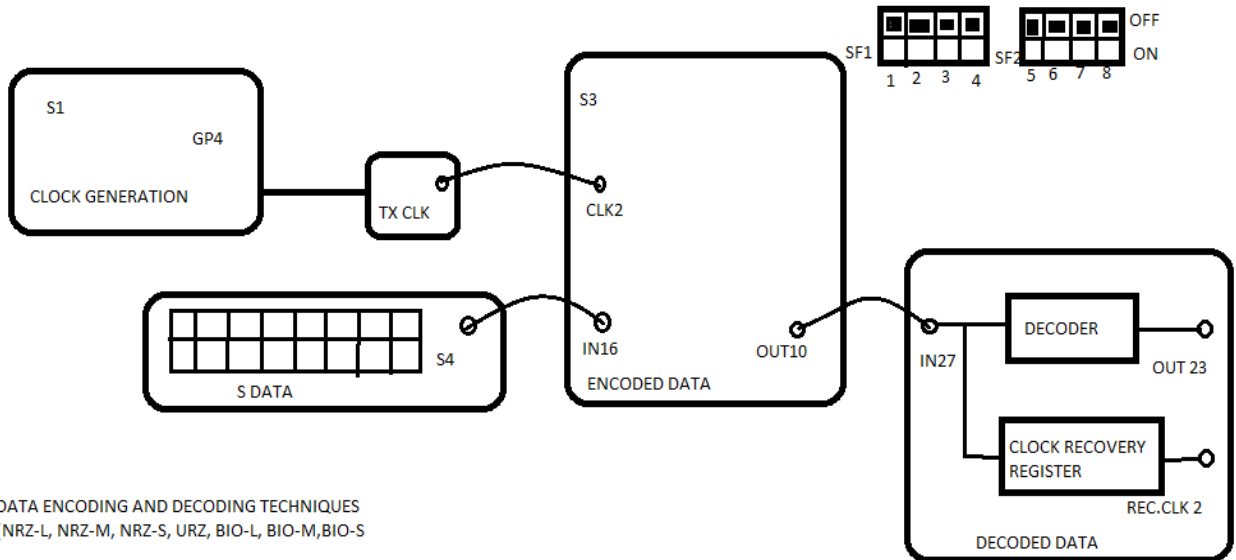 OFF
SF1
SF2
ON
1 2 3 4
5 6 7 8
S1
GP4
CLOCK GENERATION
TX CLK
S3
CLK2
IN16
OUT10
ENCODED DATA
S4
S DATA
IN27
DECODER
OUT 23
CLOCK RECOVERY
REGISTER
REC.CLK 2
DECODED DATA
DATA ENCODING AND DECODING TECHNIQUES
(NRZ-L, NRZ-M, NRZ-S, URZ, BIO-L, BIO-M,BIO-S